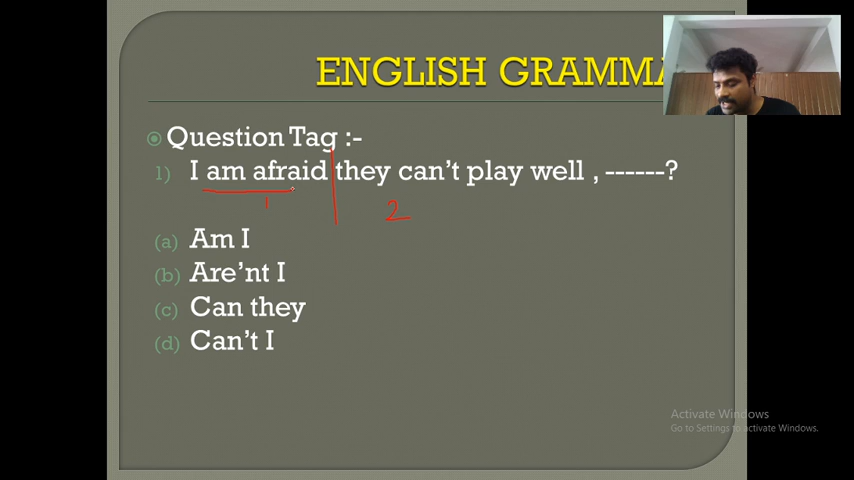 ENGLISH GRAMMA
Question Tag :-
1) I am afraid they can't play well , ------?
1 2
(a) Am I
(b) Are'nt I
(c) Can they
(d) Can't I
Activate Windows
Go to Settings to activate Windows.